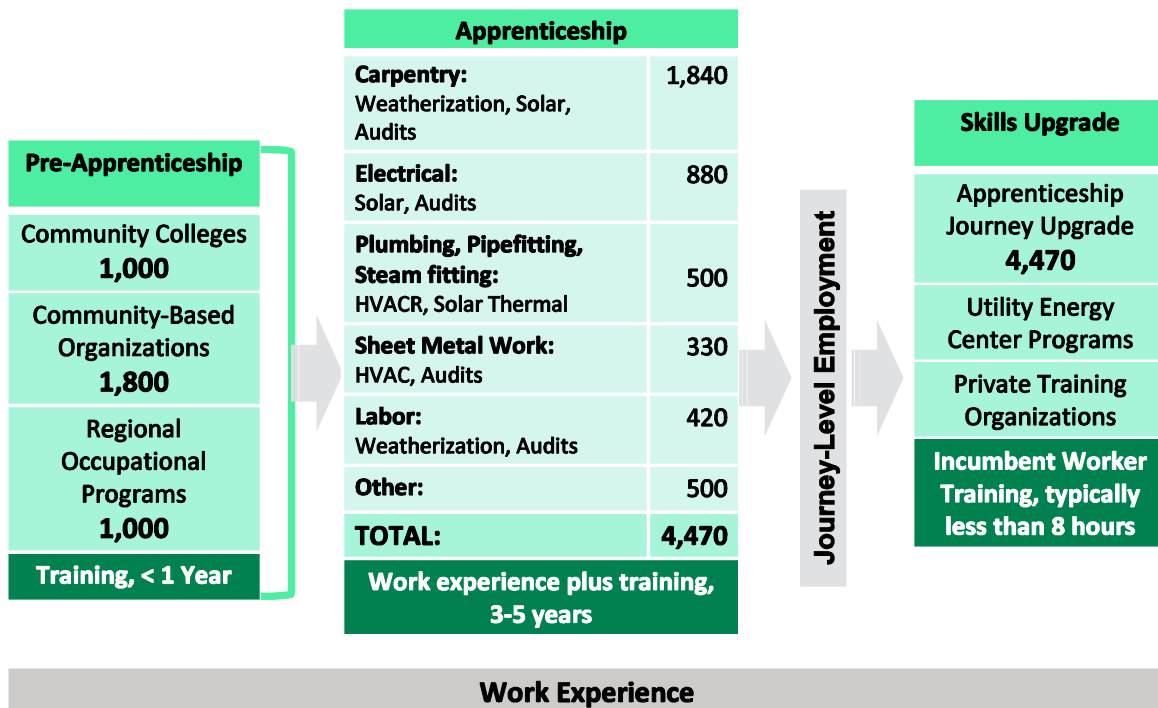 Pre-Apprenticeship
Community Colleges
1,000
Community-Based
Organizations
1,800
Regional
Occupational
Programs
1,000
Training, < 1 Year
Apprenticeship
Carpentry: 1,840
Weatherization, Solar,
Audits
Electrical: 880
Solar, Audits
Plumbing, Pipefitting,
Steam fitting: 500
HVACR, Solar Thermal
Sheet Metal Work: 330
HVAC, Audits
Labor: 420
Weatherization, Audits
Other: 500
TOTAL: 4,470
Work experience plus training,
3-5 years
Journey-Level Employment
Skills Upgrade
Apprenticeship
Journey Upgrade
4,470
Utility Energy
Center Programs
Private Training
Organizations
Incumbent Worker
Training, typically
less than 8 hours
Work Experience